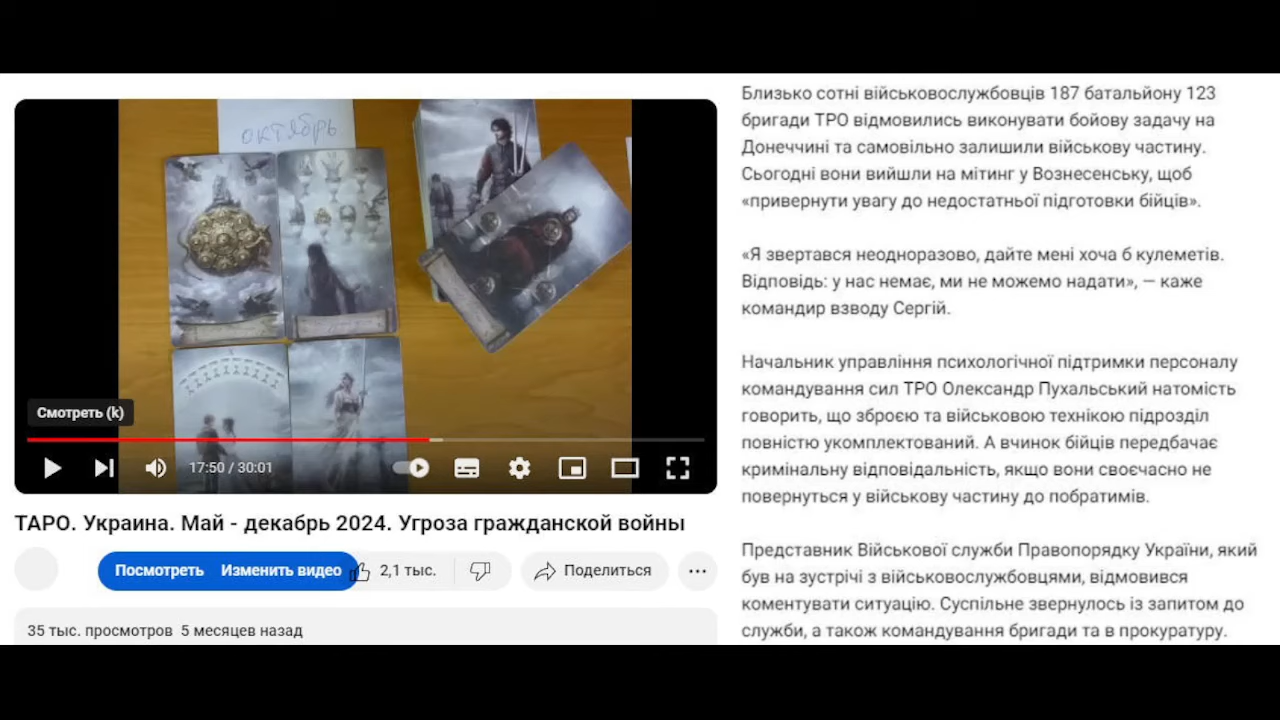 октябрь
Смотреть (k)
17:50 / 30:01
ТАРО. Украина. Май - декабрь 2024. Угроза гражданской войны
Посмотреть Изменить видео 2,1 тыс. Поделиться
35 тыс. просмотров 5 месяцев назад
Близько сотні військовослужбовців 187 батальйону 123
бригади ТРО відмовились виконувати бойову задачу на
Донеччині та самовільно залишили військову частину.
Сьогодні вони вийшли на мітинг у Вознесенську, щоб
«привернути увагу до недостатньої підготовки бійців».
«Я звертався неодноразово, дайте мені хоча б кулеметів.
Відповідь: у нас немає, ми не можемо надати», — каже
командир взводу Сергій.
Начальник управління психологічної підтримки персоналу
командування сил ТРО Олександр Пухальський натомість
говорить, що зброєю та військовою технікою підрозділ
повністю укомплектований. А вчинок бійців передбачає
кримінальну відповідальність, якщо вони своєчасно не
повернуться у військову частину до побратимів.
Представник Військової служби Правопорядку України, який
був на зустрічі з військовослужбовцями, відмовився
коментувати ситуацію. Суспільне звернулось із запитом до
служби, а також командування бригади та в прокуратуру.